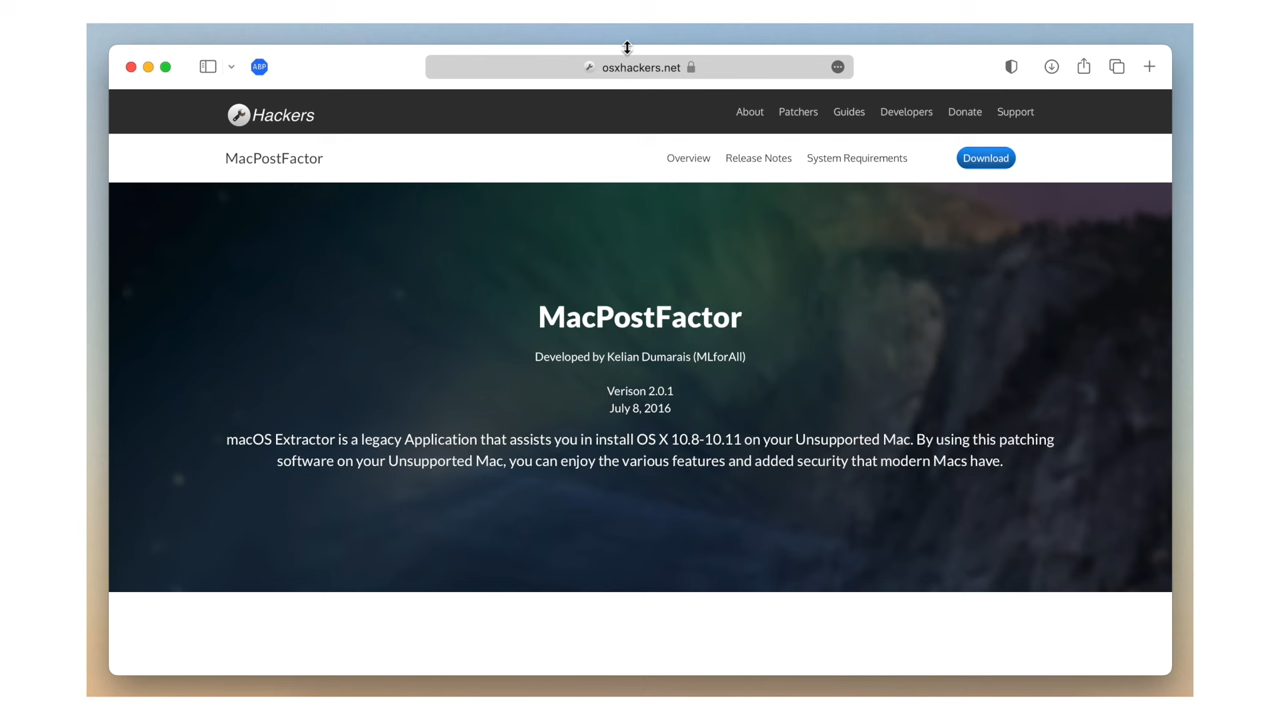 ABP
osxhackers.net
Hackers
About Patchers Guides Developers Donate Support
MacPostFactor
Overview Release Notes System Requirements Download
MacPostFactor
Developed by Kelian Dumarais (MLforAll)
Verison 2.0.1
July 8, 2016
macOS Extractor is a legacy Application that assists you in install OS X 10.8-10.11 on your Unsupported Mac. By using this patching
software on your Unsupported Mac, you can enjoy the various features and added security that modern Macs have.